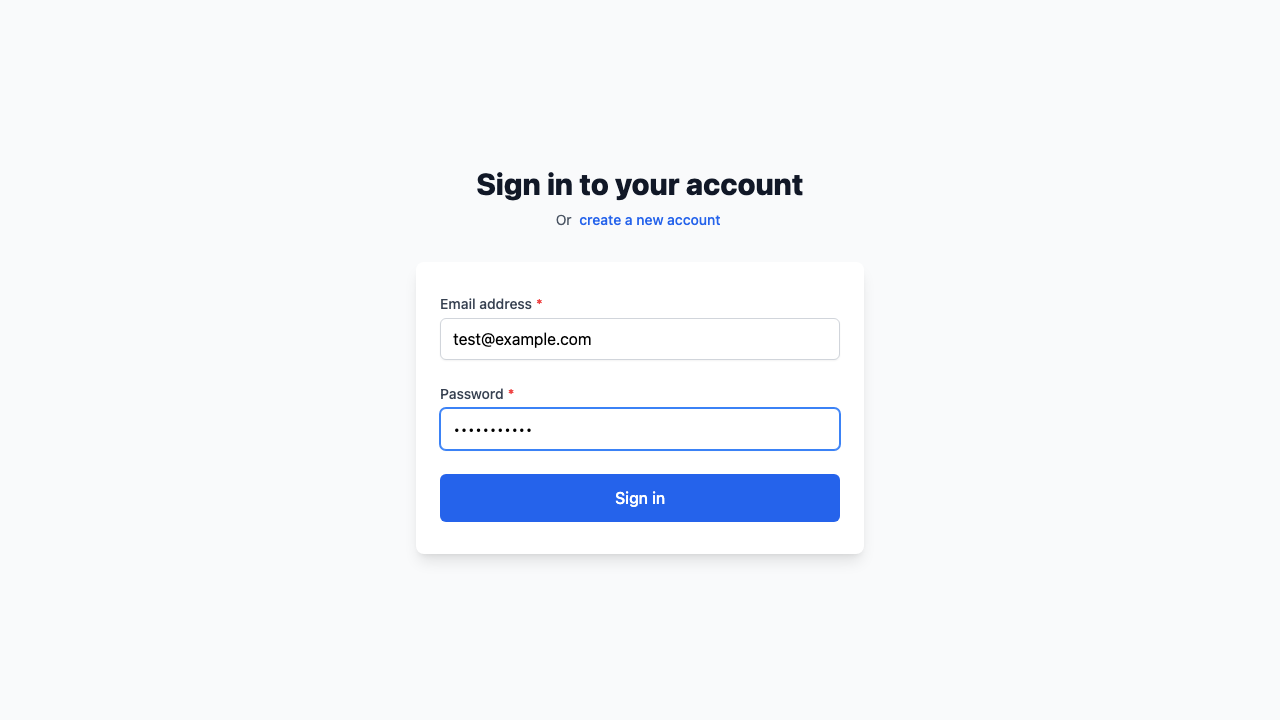 Sign in to your account
Or create a new account
Email address *
test@example.com
Password *
•••••••••••
Sign in